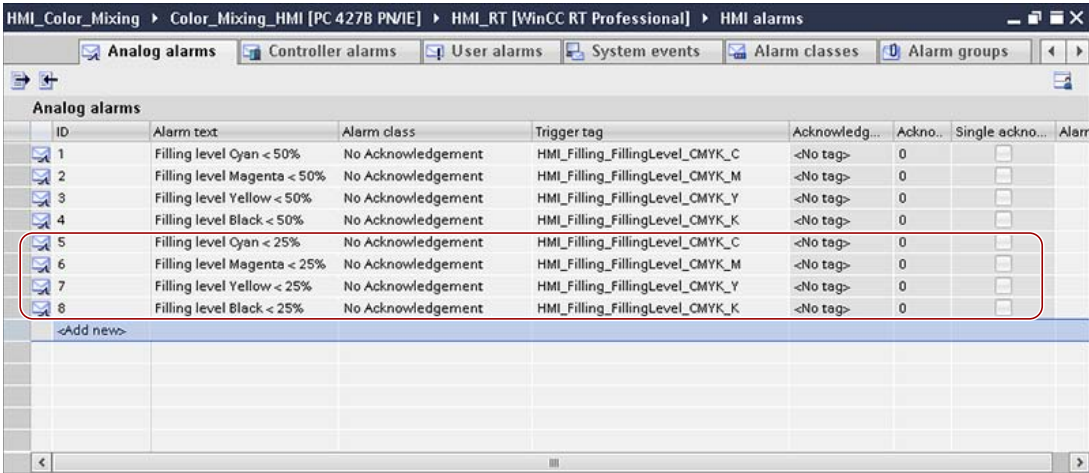 HMI_Color_Mixing ▸ Color_Mixing_HMI [PC 427B PN/IE] ▸ HMI_RT [WinCC RT Professional] ▸ HMI alarms
Analog alarms Controller alarms User alarms System events Alarm classes Alarm groups
Analog alarms
ID Alarm text Alarm class Trigger tag Acknowledg... Ackno.. Single ackno... Alarm
1 Filling level Cyan < 50% No Acknowledgement HMI_Filling_FillingLevel_CMYK_C <No tag> 0
2 Filling level Magenta < 50% No Acknowledgement HMI_Filling_FillingLevel_CMYK_M <No tag> 0
3 Filling level Yellow < 50% No Acknowledgement HMI_Filling_FillingLevel_CMYK_Y <No tag> 0
4 Filling level Black < 50% No Acknowledgement HMI_Filling_FillingLevel_CMYK_K <No tag> 0
5 Filling level Cyan < 25% No Acknowledgement HMI_Filling_FillingLevel_CMYK_C <No tag> 0
6 Filling level Magenta < 25% No Acknowledgement HMI_Filling_FillingLevel_CMYK_M <No tag> 0
7 Filling level Yellow < 25% No Acknowledgement HMI_Filling_FillingLevel_CMYK_Y <No tag> 0
8 Filling level Black < 25% No Acknowledgement HMI_Filling_FillingLevel_CMYK_K <No tag> 0
<Add new>